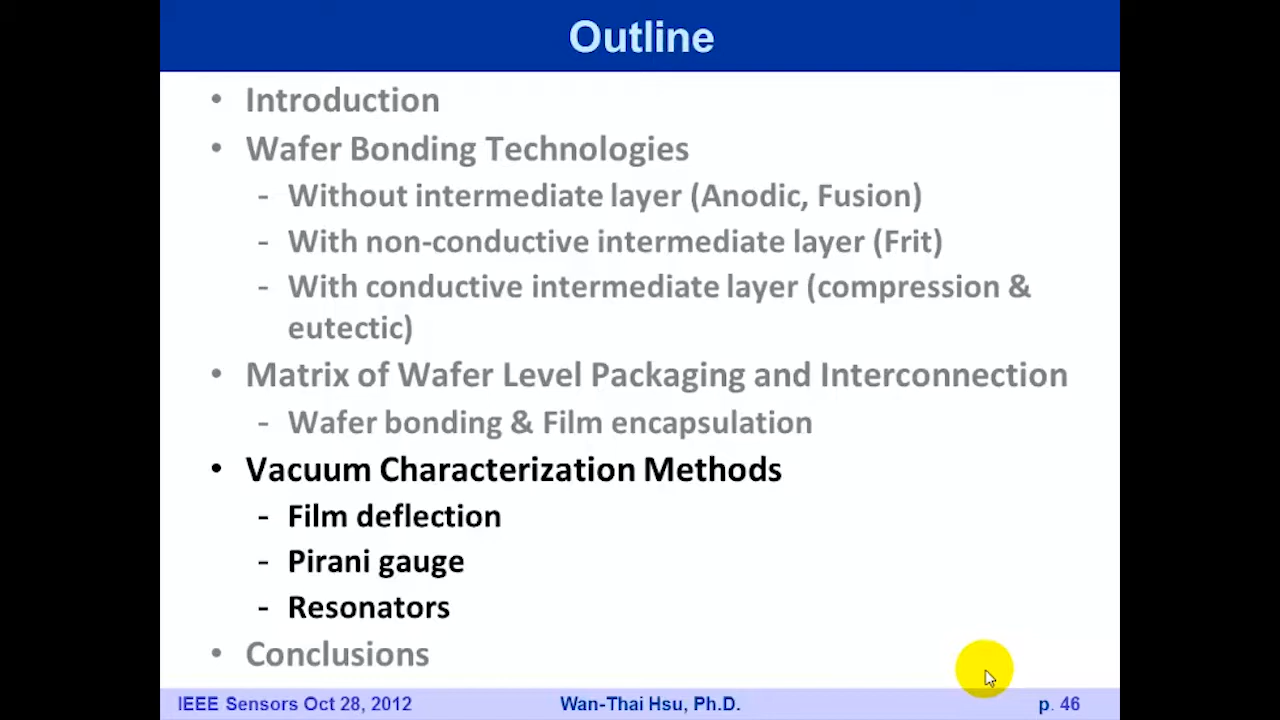 Outline
• Introduction
• Wafer Bonding Technologies
- Without intermediate layer (Anodic, Fusion)
- With non-conductive intermediate layer (Frit)
- With conductive intermediate layer (compression &
eutectic)
• Matrix of Wafer Level Packaging and Interconnection
- Wafer bonding & Film encapsulation
• Vacuum Characterization Methods
- Film deflection
- Pirani gauge
- Resonators
• Conclusions
IEEE Sensors Oct 28, 2012 Wan-Thai Hsu, Ph.D. p. 46